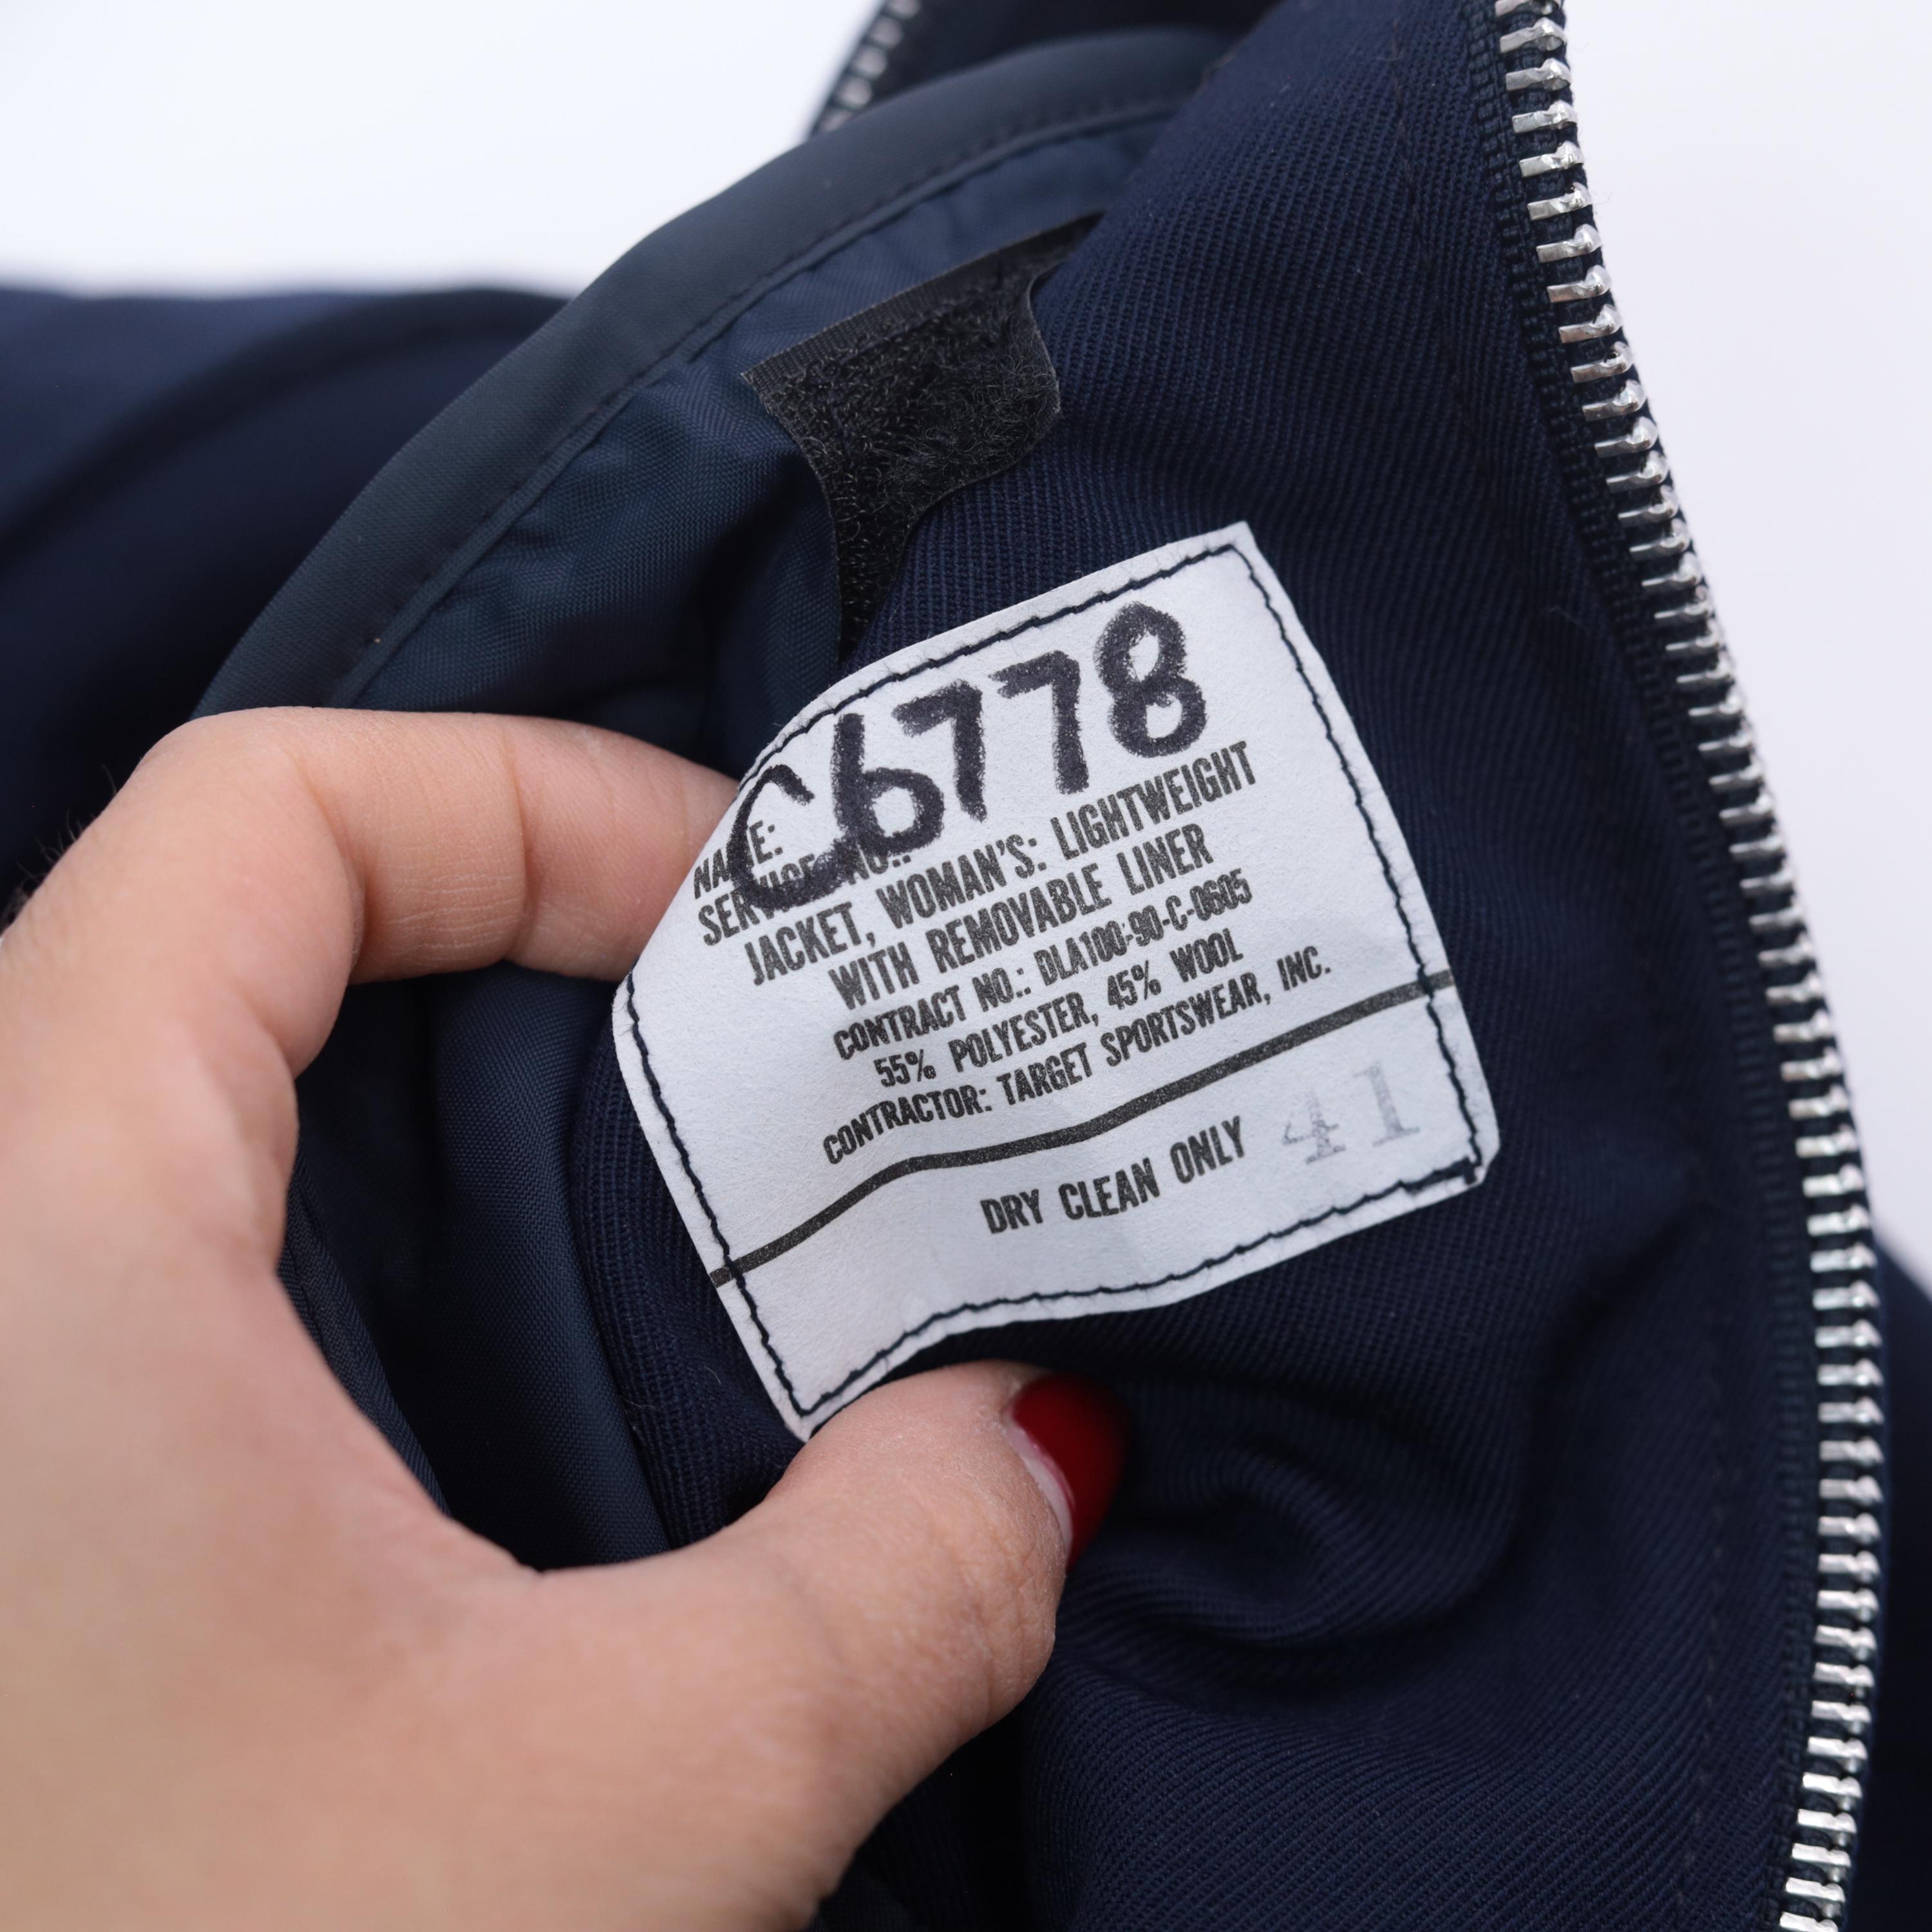 C6778
NAME:
SERVICE NO.:
JACKET, WOMAN'S: LIGHTWEIGHT
WITH REMOVABLE LINER
CONTRACT NO.: DLA100-90-C-0605
55% POLYESTER, 45% WOOL
CONTRACTOR: TARGET SPORTSWEAR, INC.
DRY CLEAN ONLY 41